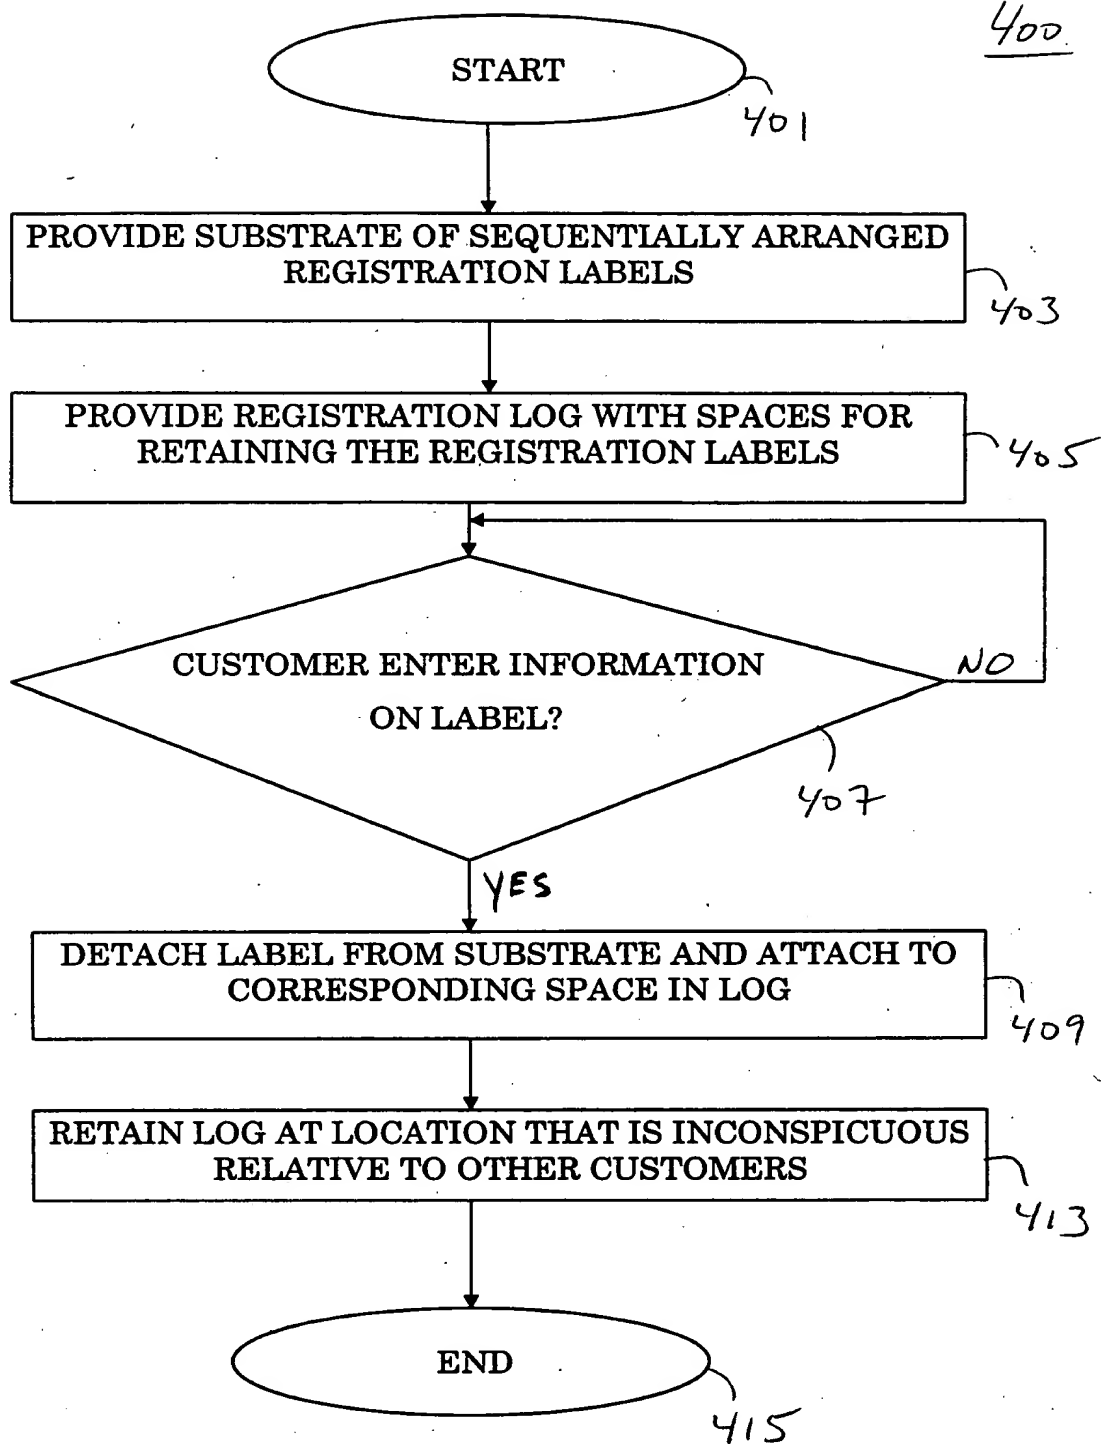 400
START
401
PROVIDE SUBSTRATE OF SEQUENTIALLY ARRANGED
REGISTRATION LABELS
403
PROVIDE REGISTRATION LOG WITH SPACES FOR
RETAINING THE REGISTRATION LABELS
405
CUSTOMER ENTER INFORMATION
ON LABEL?
NO
407
YES
DETACH LABEL FROM SUBSTRATE AND ATTACH TO
CORRESPONDING SPACE IN LOG
409
RETAIN LOG AT LOCATION THAT IS INCONSPICUOUS
RELATIVE TO OTHER CUSTOMERS
413
END
415